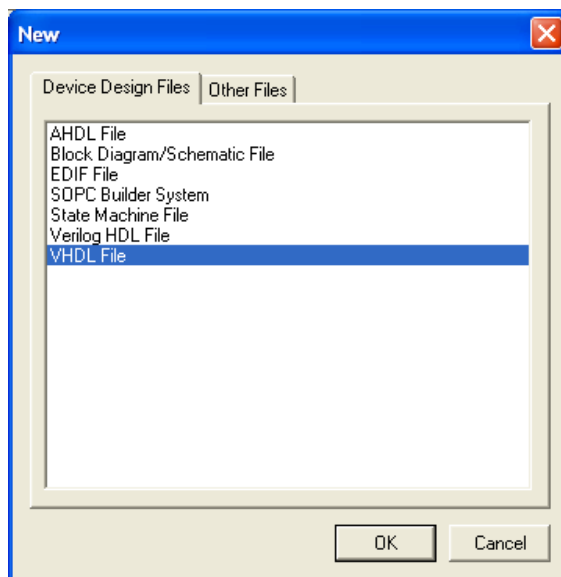 New
Device Design Files Other Files
AHDL File
Block Diagram/Schematic File
EDIF File
SOPC Builder System
State Machine File
Verilog HDL File
VHDL File
OK Cancel